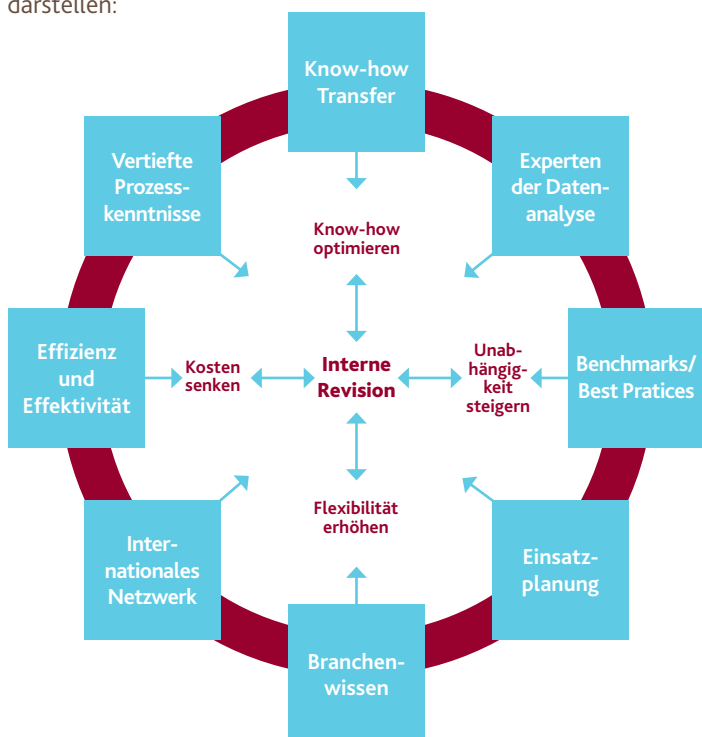 darstellen:
Know-how
Transfer
Vertiefte
Prozess-
kenntnisse
Experten
der Daten-
analyse
Know-how
optimieren
Effizienz
und
Effektivität
Kosten
senken
Interne
Revision
Unab-
hängig-
keit
steigern
Benchmarks/
Best Pratices
Flexibilität
erhöhen
Inter-
nationales
Netzwerk
Einsatz-
planung
Branchen-
wissen